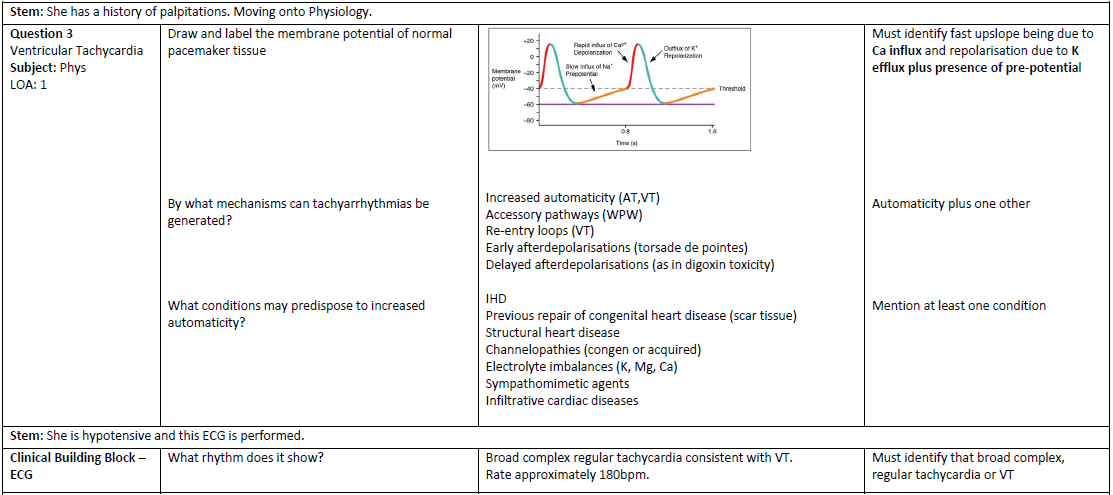 Stem: She has a history of palpitations. Moving onto Physiology.
Question 3
Ventricular Tachycardia
Subject: Phys
LOA: 1
Draw and label the membrane potential of normal
pacemaker tissue
+20
0
−20
−40
−60
−80
Membrane
potential
(mV)
Rapid influx of Ca2+
Depolarization
Slow influx of Na+
Prepotential
Outflux of K+
Repolarization
Threshold
0.8
1.6
Time (s)
Must identify fast upslope being due to
Ca influx and repolarisation due to K
efflux plus presence of pre-potential
By what mechanisms can tachyarrhythmias be
generated?
Increased automaticity (AT,VT)
Accessory pathways (WPW)
Re-entry loops (VT)
Early afterdepolarisations (torsade de pointes)
Delayed afterdepolarisations (as in digoxin toxicity)
Automaticity plus one other
What conditions may predispose to increased
automaticity?
IHD
Previous repair of congenital heart disease (scar tissue)
Structural heart disease
Channelopathies (congen or acquired)
Electrolyte imbalances (K, Mg, Ca)
Sympathomimetic agents
Infiltrative cardiac diseases
Mention at least one condition
Stem: She is hypotensive and this ECG is performed.
Clinical Building Block –
ECG
What rhythm does it show?
Broad complex regular tachycardia consistent with VT.
Rate approximately 180bpm.
Must identify that broad complex,
regular tachycardia or VT